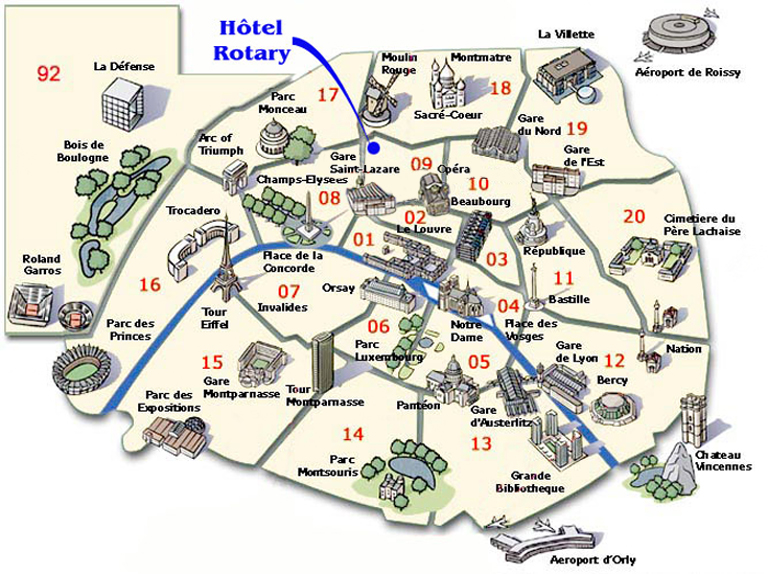 Hôtel
Rotary
92
La Défense
Bois de
Boulogne
Roland
Garros
Parc des
Princes
Parc
Monceau
17
Arc of
Triumph
Moulin
Rouge
Montmatre
Sacré-Coeur
18
La Villette
Aéroport de Roissy
Gare
du Nord
19
Gare
de l'Est
Gare
Saint-Lazare
09
Opéra
10
Beaubourg
Champs-Elysees
08
Trocadero
16
Place de la
Concorde
01
02
Le Louvre
03
République
11
20
Cimetiere du
Père Lachaise
Tour
Eiffel
07
Invalides
Orsay
06
Parc
Luxembourg
Notre
Dame
04
Place des
Vosges
Bastille
Gare
de Lyon
12
Bercy
Nation
15
Gare
Montparnasse
Tour
Montparnasse
Parc des
Expositions
05
Pantéon
Gare
d'Austerlitz
13
14
Parc
Montsouris
Grande
Bibliotheque
Chateau
Vincennes
Aeroport d'Orly